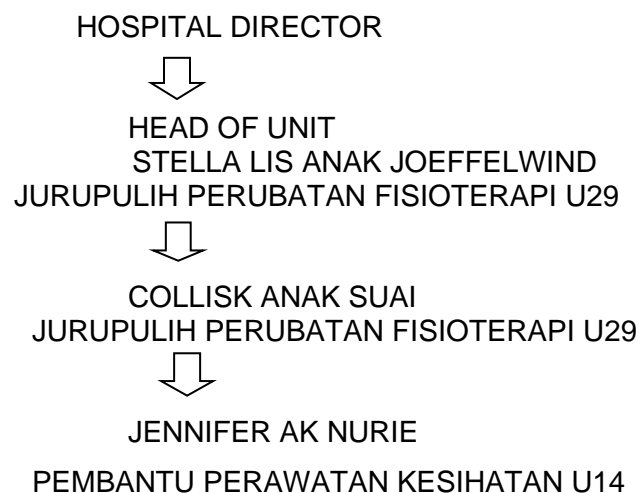 HOSPITAL DIRECTOR
HEAD OF UNIT
STELLA LIS ANAK JOEFFELWIND
JURUPULIH PERUBATAN FISIOTERAPI U29
COLLISK ANAK SUAI
JURUPULIH PERUBATAN FISIOTERAPI U29
JENNIFER AK NURIE
PEMBANTU PERAWATAN KESIHATAN U14